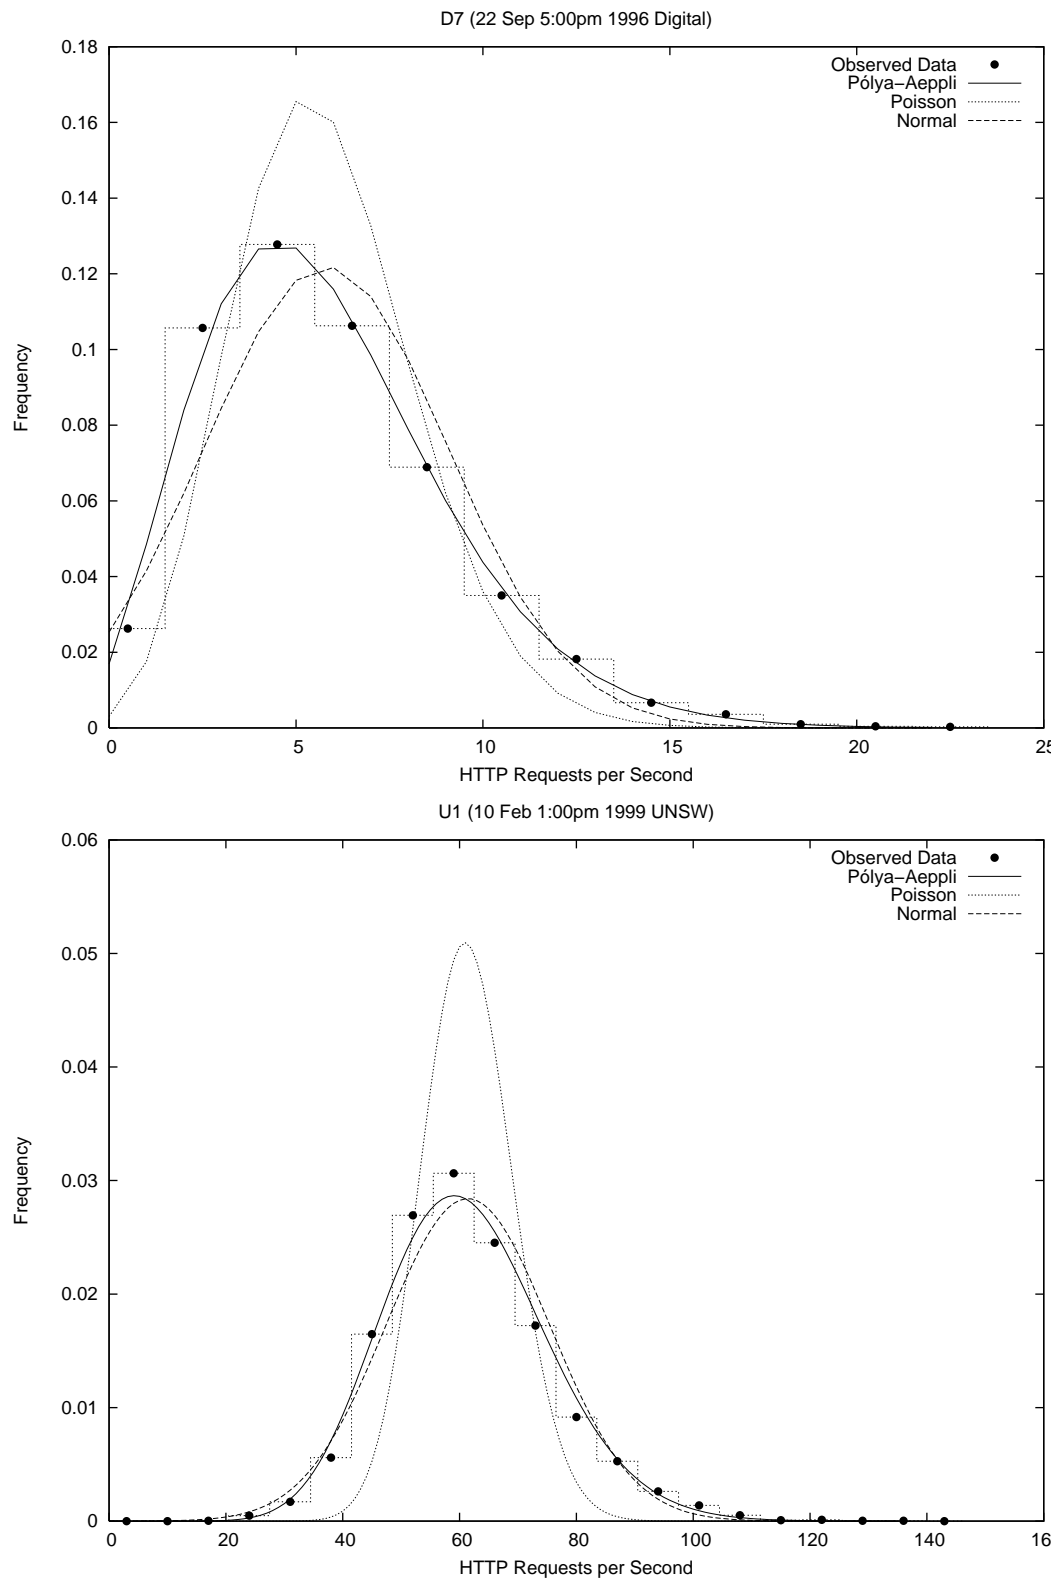 D7 (22 Sep 5:00pm 1996 Digital)
0.18
0.16
0.14
0.12
0.1
0.08
0.06
0.04
0.02
0
Frequency
Observed Data
Pólya−Aeppli
Poisson
Normal
0 5 10 15 20 25
HTTP Requests per Second
U1 (10 Feb 1:00pm 1999 UNSW)
0.06
0.05
0.04
0.03
0.02
0.01
0
Frequency
Observed Data
Pólya−Aeppli
Poisson
Normal
0 20 40 60 80 100 120 140 16
HTTP Requests per Second